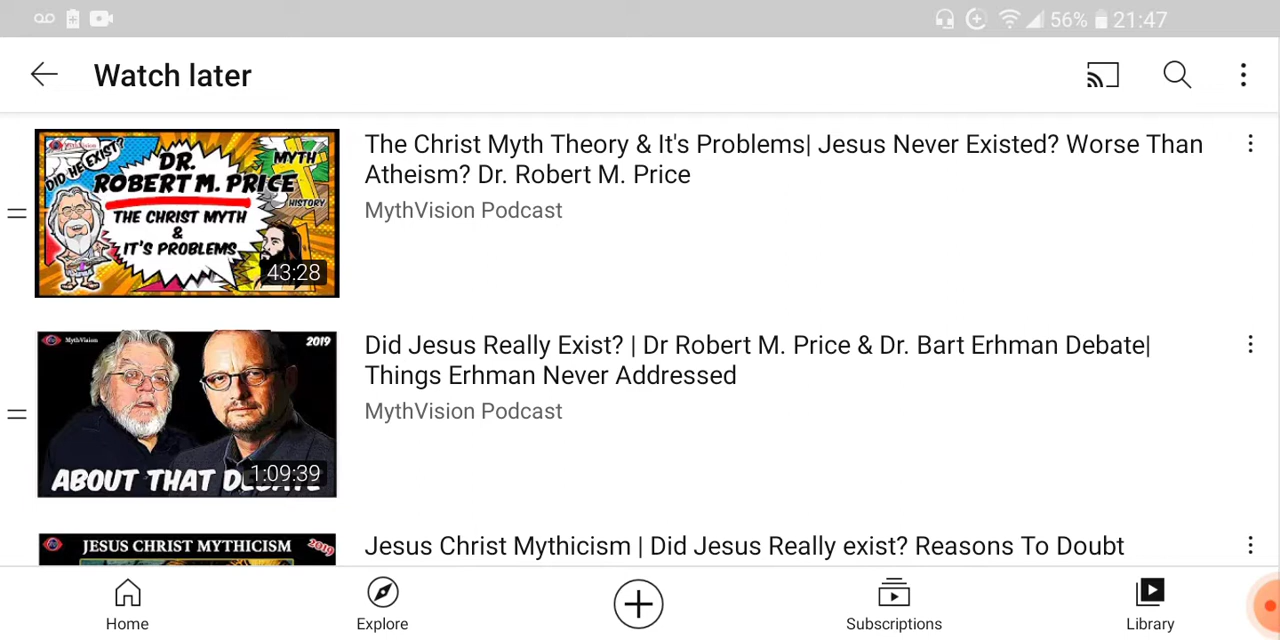 56% 21:47
Watch later
MythVision
DID HE EXIST?
DR.
ROBERT M. PRICE
THE CHRIST MYTH
&
IT'S PROBLEMS
MYTH
HISTORY
43:28
The Christ Myth Theory & It's Problems| Jesus Never Existed? Worse Than
Atheism? Dr. Robert M. Price
MythVision Podcast
MythVision
2019
ABOUT THAT
1:09:39
Did Jesus Really Exist? | Dr Robert M. Price & Dr. Bart Erhman Debate|
Things Erhman Never Addressed
MythVision Podcast
JESUS CHRIST MYTHICISM
2019
Jesus Christ Mythicism | Did Jesus Really exist? Reasons To Doubt
Home Explore Subscriptions Library